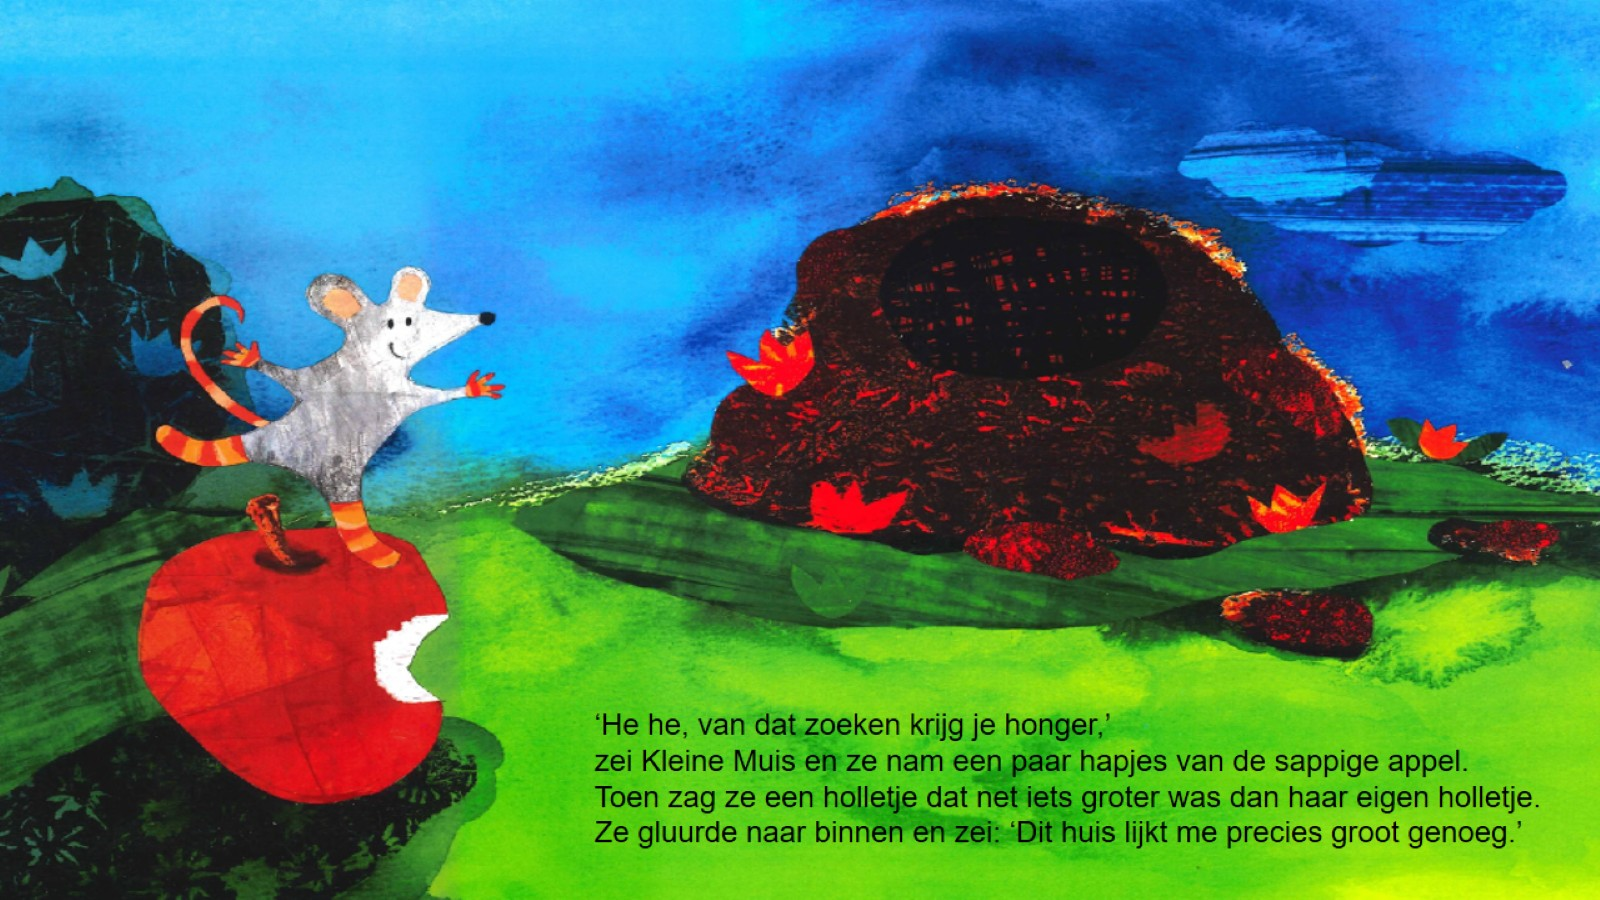 ‘He he, van dat zoeken krijg je honger,’
zei Kleine Muis en ze nam een paar hapjes van de sappige appel.
Toen zag ze een holletje dat net iets groter was dan haar eigen holletje.
Ze gluurde naar binnen en zei: ‘Dit huis lijkt me precies groot genoeg.’